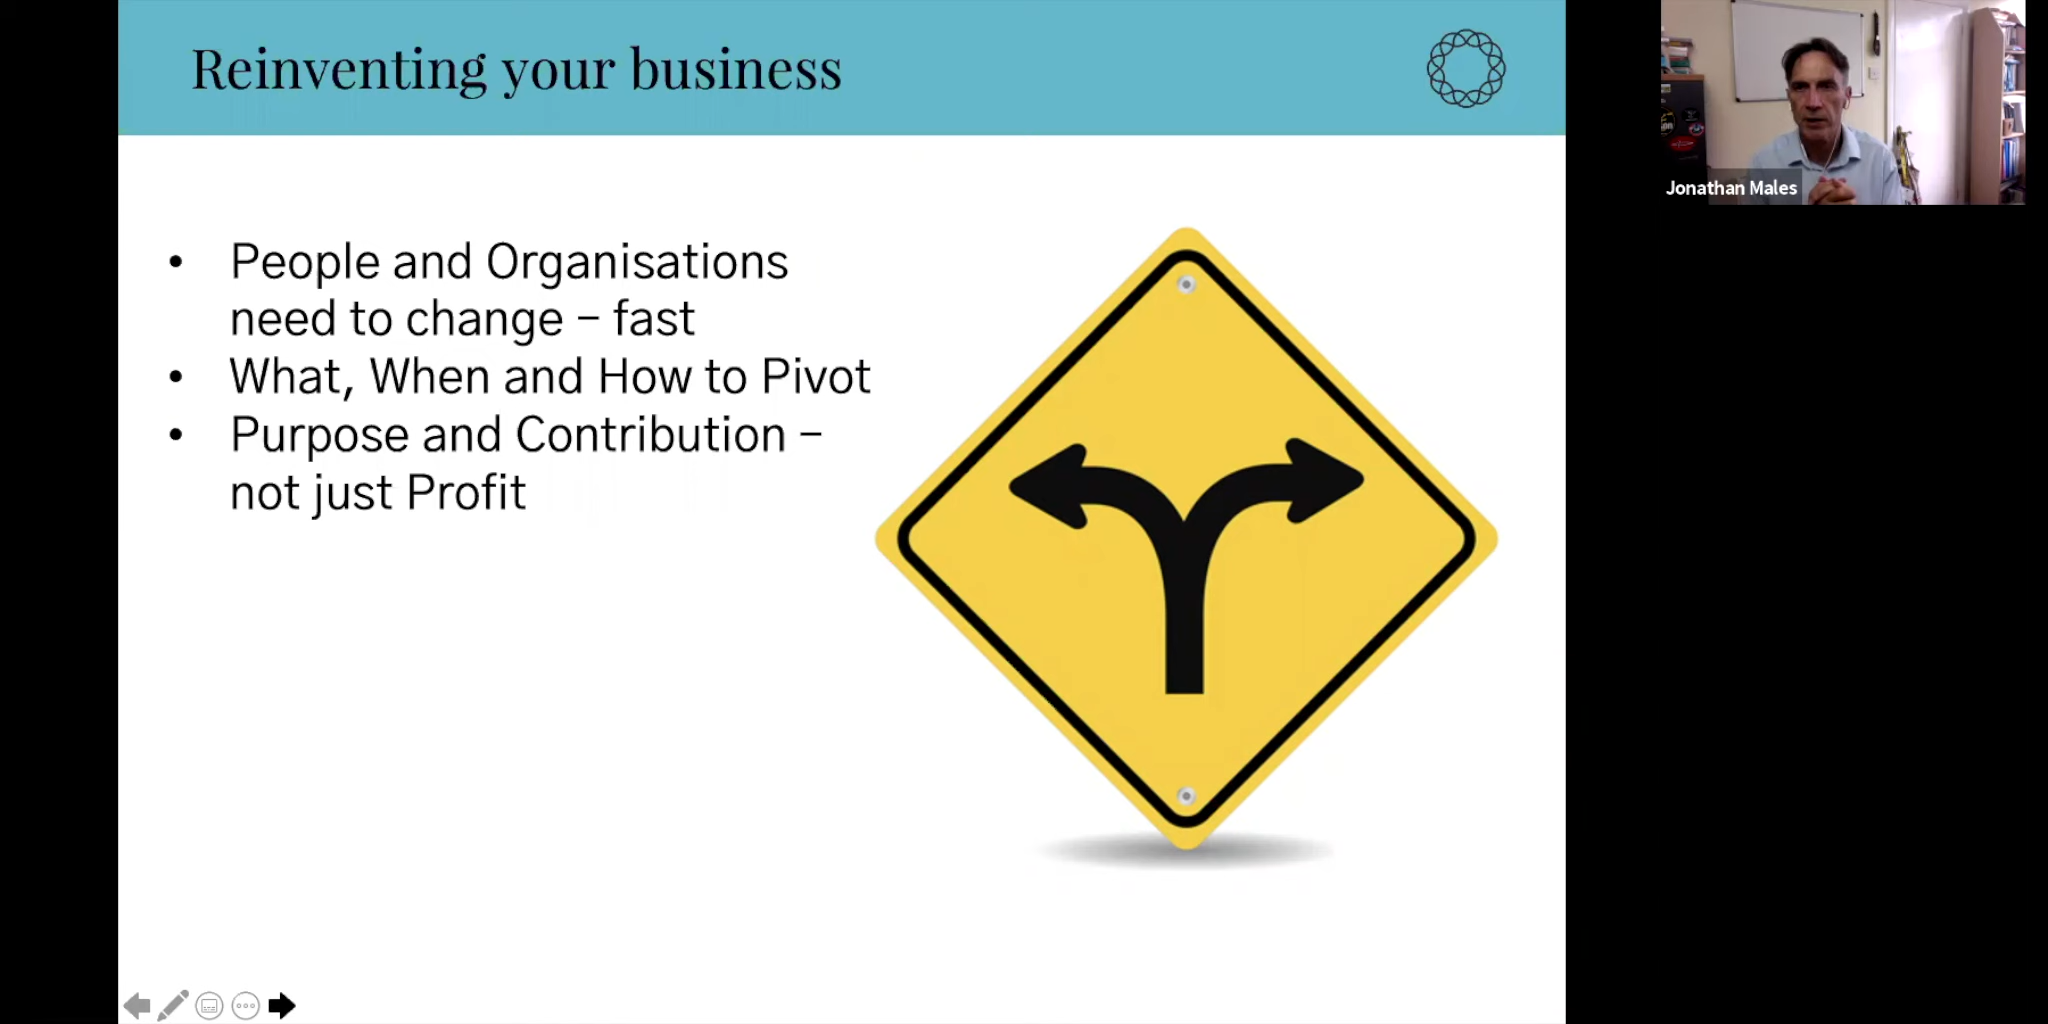 Reinventing your business
• People and Organisations
need to change – fast
• What, When and How to Pivot
• Purpose and Contribution –
not just Profit
Jonathan Males